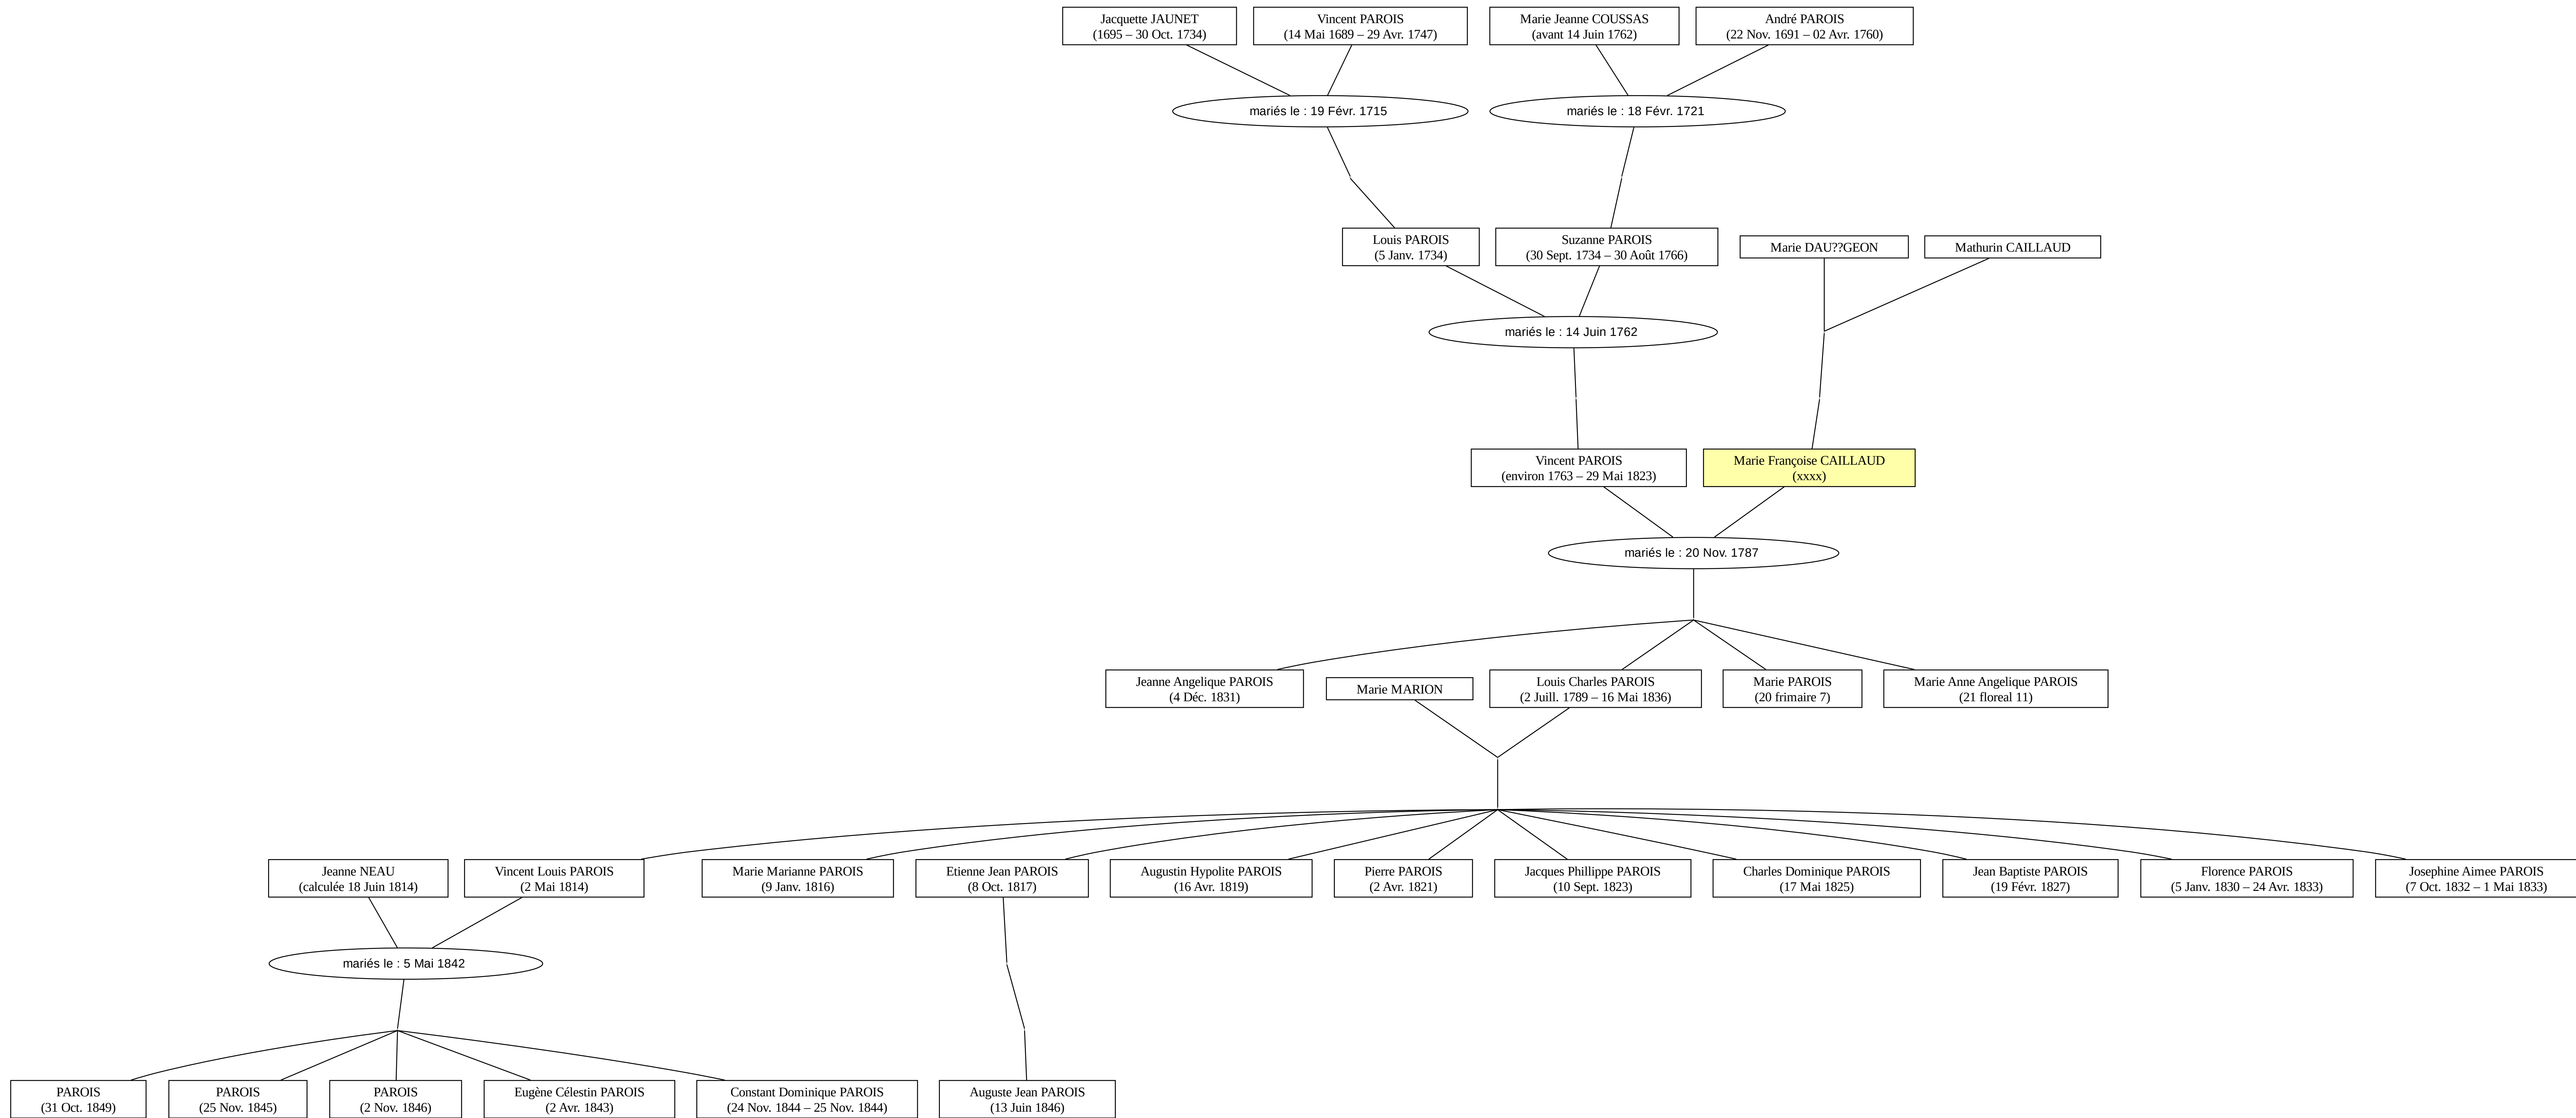 Jacquette JAUNET
(1695 – 30 Oct. 1734)
Vincent PAROIS
(14 Mai 1689 – 29 Avr. 1747)
Marie Jeanne COUSSAS
(avant 14 Juin 1762)
André PAROIS
(22 Nov. 1691 – 02 Avr. 1760)
mariés le : 19 Févr. 1715
mariés le : 18 Févr. 1721
Louis PAROIS
(5 Janv. 1734)
Suzanne PAROIS
(30 Sept. 1734 – 30 Août 1766)
Marie DAU??GEON
Mathurin CAILLAUD
mariés le : 14 Juin 1762
Vincent PAROIS
(environ 1763 – 29 Mai 1823)
Marie Françoise CAILLAUD
(xxxx)
mariés le : 20 Nov. 1787
Jeanne Angelique PAROIS
(4 Déc. 1831)
Marie MARION
Louis Charles PAROIS
(2 Juill. 1789 – 16 Mai 1836)
Marie PAROIS
(20 frimaire 7)
Marie Anne Angelique PAROIS
(21 floreal 11)
Jeanne NEAU
(calculée 18 Juin 1814)
Vincent Louis PAROIS
(2 Mai 1814)
Marie Marianne PAROIS
(9 Janv. 1816)
Etienne Jean PAROIS
(8 Oct. 1817)
Augustin Hypolite PAROIS
(16 Avr. 1819)
Pierre PAROIS
(2 Avr. 1821)
Jacques Phillippe PAROIS
(10 Sept. 1823)
Charles Dominique PAROIS
(17 Mai 1825)
Jean Baptiste PAROIS
(19 Févr. 1827)
Florence PAROIS
(5 Janv. 1830 – 24 Avr. 1833)
Josephine Aimee PAROIS
(7 Oct. 1832 – 1 Mai 1833)
mariés le : 5 Mai 1842
PAROIS
(31 Oct. 1849)
PAROIS
(25 Nov. 1845)
PAROIS
(2 Nov. 1846)
Eugène Célestin PAROIS
(2 Avr. 1843)
Constant Dominique PAROIS
(24 Nov. 1844 – 25 Nov. 1844)
Auguste Jean PAROIS
(13 Juin 1846)